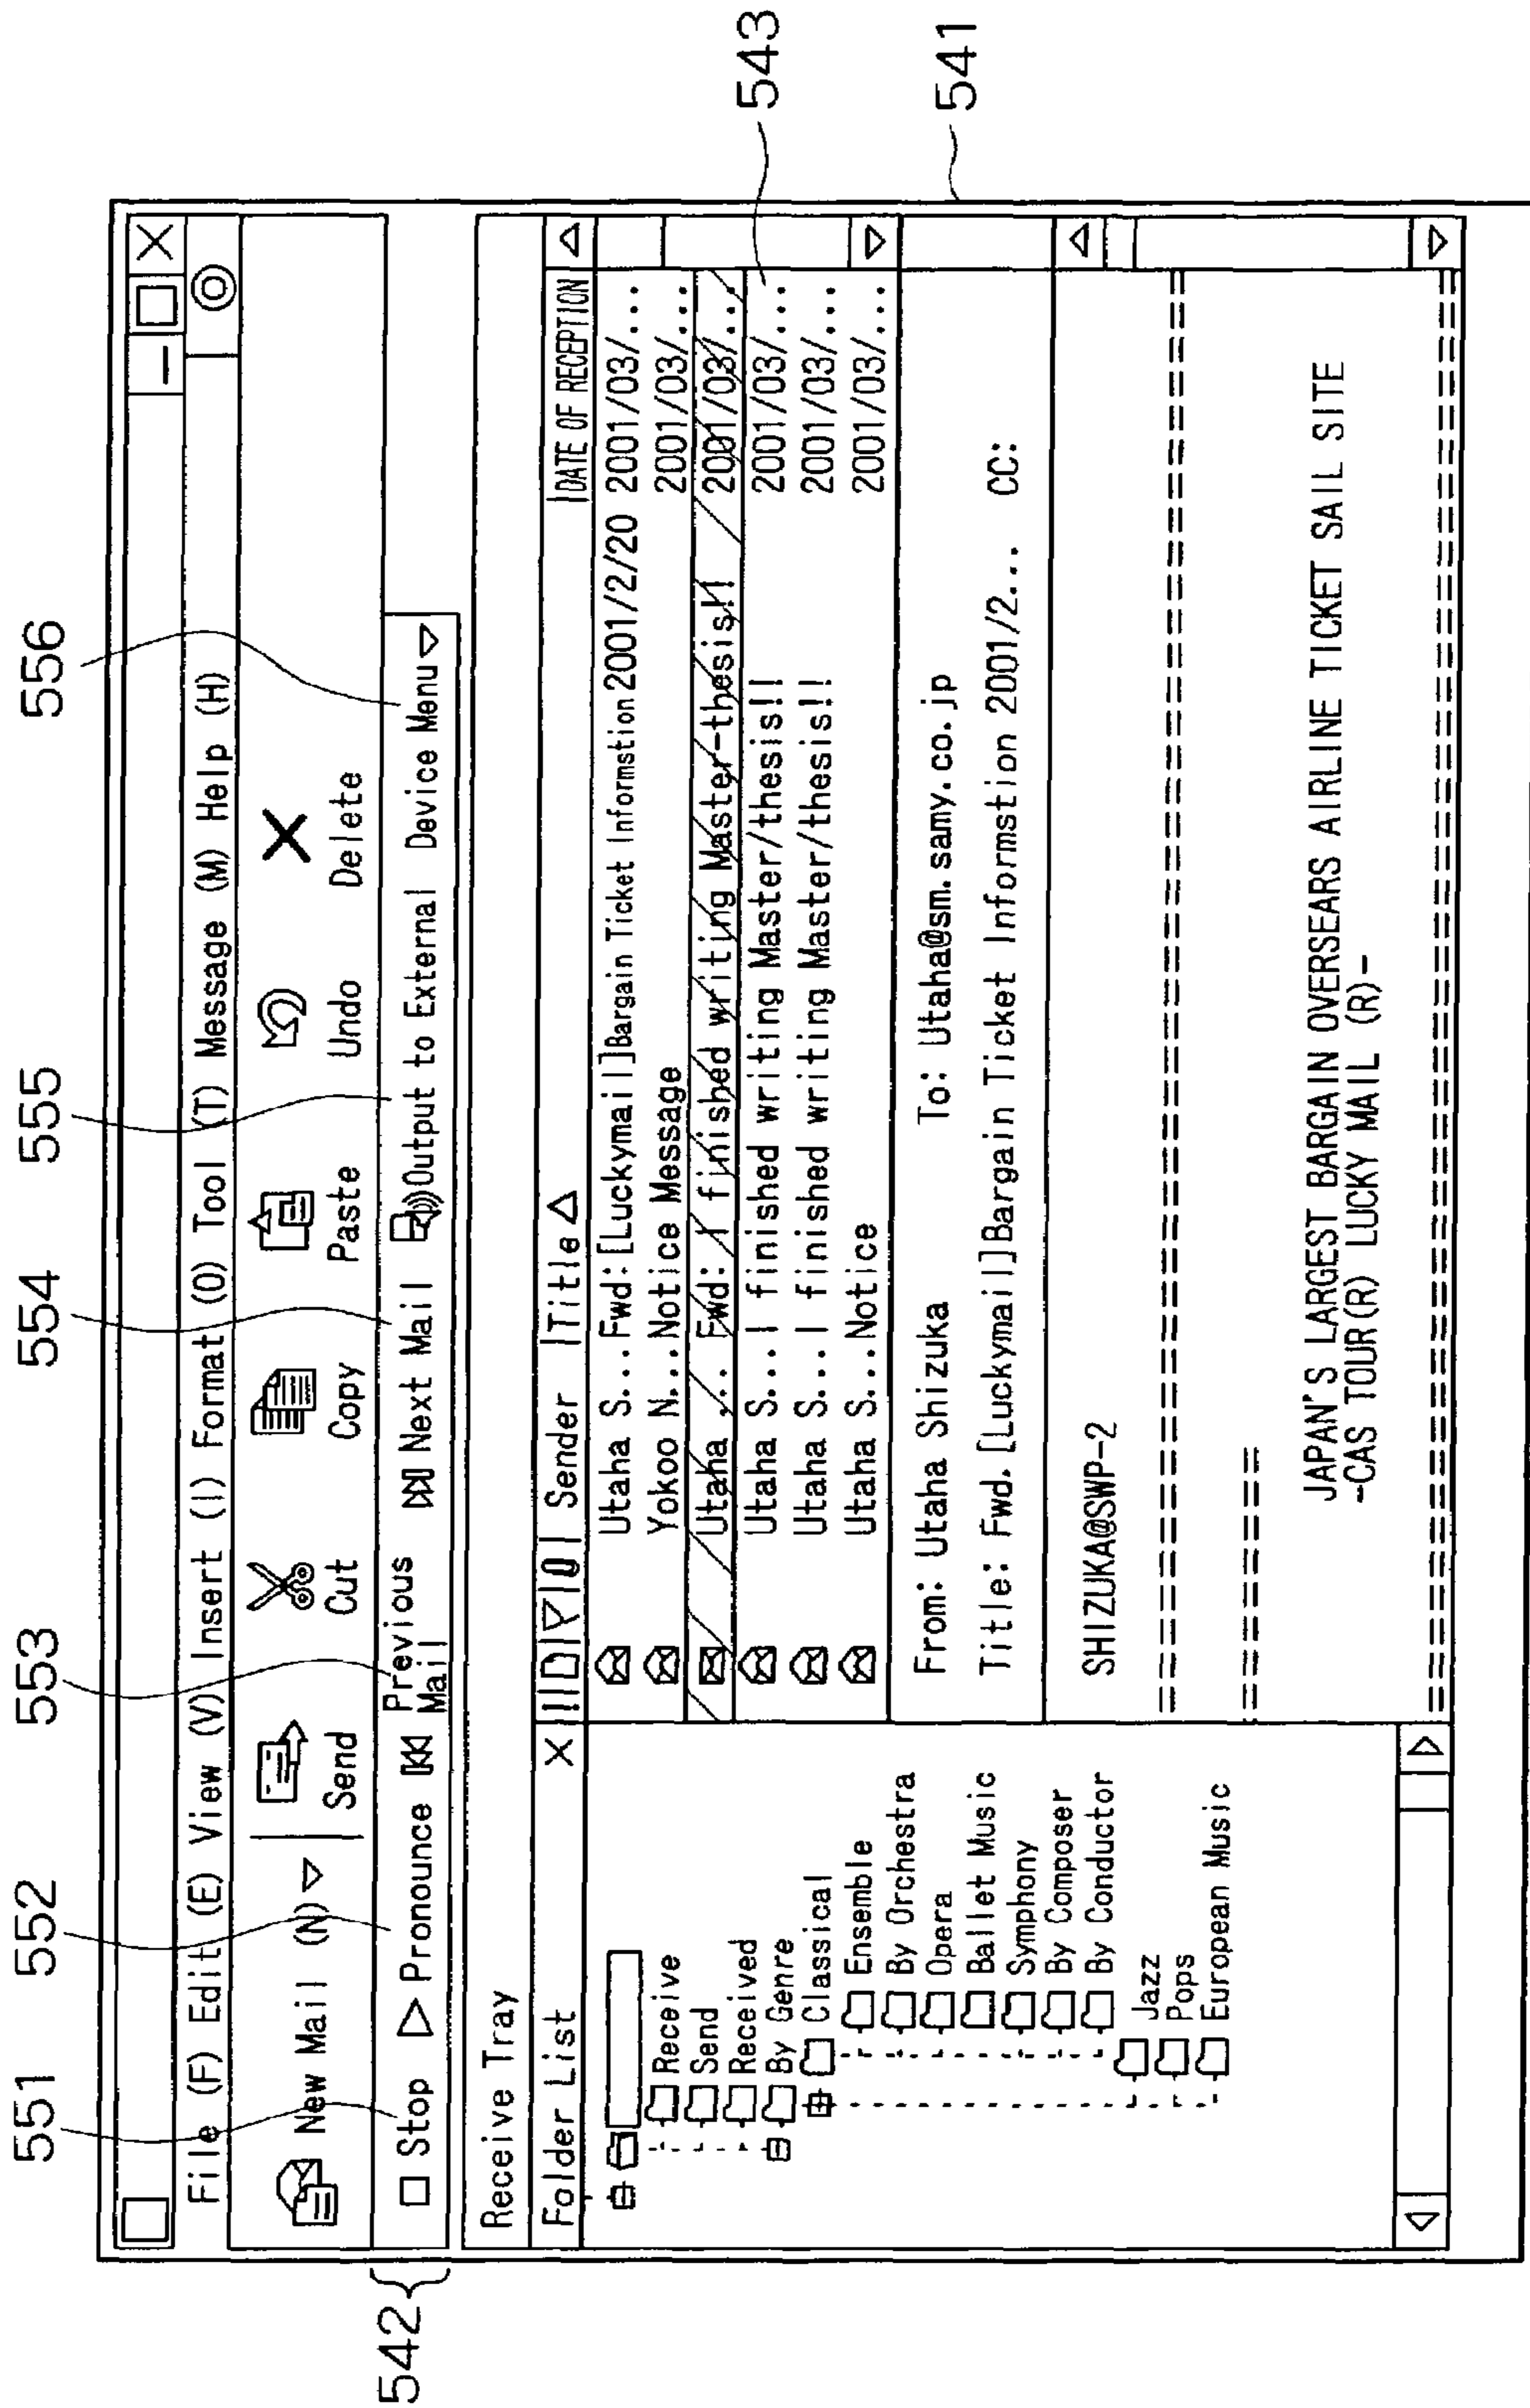 551 552 553 554 555 556
542
543
541
File (F) Edit (E) View (V) Insert (I) Format (O) Tool (T) Message (M) Help (H)
New Mail (N) Send Cut Copy Paste Undo Delete
Stop Pronounce Previous Mail Next Mail Output to External Device Menu
Receive Tray
Folder List X
Receive
Send
Received
By Genre
Classical
Ensemble
By Orchestra
Opera
Ballet Music
Symphony
By Composer
By Conductor
Jazz
Pops
European Music
Sender Title DATE OF RECEPTION
Utaha S...Fwd:[Luckymail]Bargain Ticket Informstion 2001/2/20 2001/03/...
Yokoo N...Notice Message 2001/03/...
Utaha ,.. Fwd: I finished writing Master-thesis!! 2001/03/...
Utaha S...I finished writing Master/thesis!! 2001/03/...
Utaha S...I finished writing Master/thesis!! 2001/03/...
Utaha S...Notice 2001/03/...
From: Utaha Shizuka To: Utaha@sm.samy.co.jp
Title: Fwd.[Luckymail]Bargain Ticket Informstion 2001/2... CC:
SHIZUKA@SWP-2
JAPAN'S LARGEST BARGAIN OVERSEARS AIRLINE TICKET SAIL SITE
-CAS TOUR(R) LUCKY MAIL (R)-